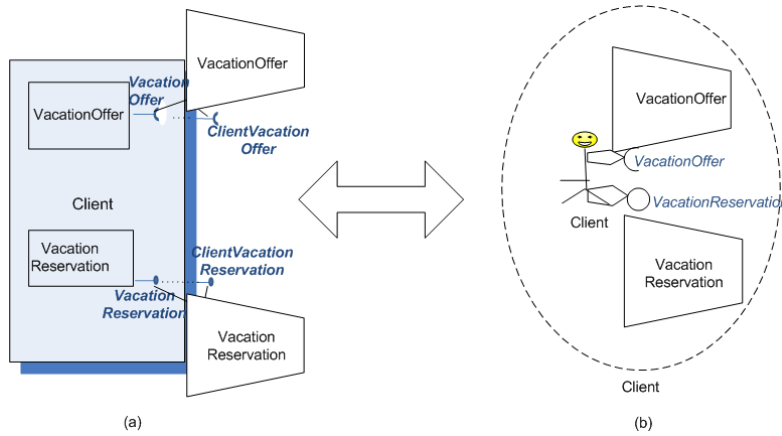 VacationOffer
VacationOffer
Vacation
Offer
ClientVacation
Offer
Client
Vacation
Reservation
ClientVacation
Reservation
Vacation
Reservation
Vacation
Reservation
(a)
VacationOffer
VacationOffer
VacationReservation
Client
Vacation
Reservation
Client
(b)